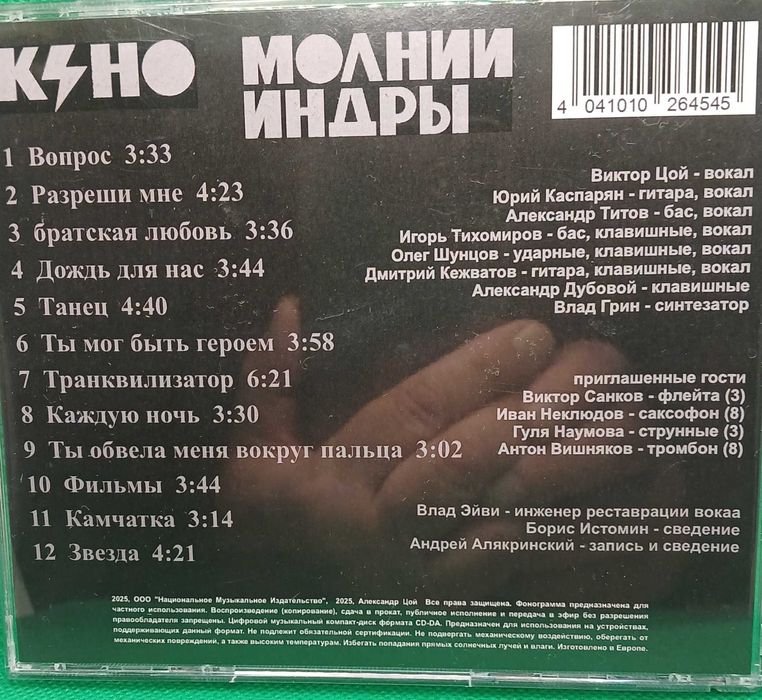 КИНО
МОЛНИИ
ИНДРЫ
4 041010 264545
1 Вопрос 3:33
2 Разреши мне 4:23
3 братская любовь 3:36
4 Дождь для нас 3:44
5 Танец 4:40
6 Ты мог быть героем 3:58
7 Транквилизатор 6:21
8 Каждую ночь 3:30
9 Ты обвела меня вокруг пальца 3:02
10 Фильмы 3:44
11 Камчатка 3:14
12 Звезда 4:21
Виктор Цой - вокал
Юрий Каспарян - гитара, вокал
Александр Титов - бас, вокал
Игорь Тихомиров - бас, клавишные, вокал
Олег Шунцов - ударные, клавишные, вокал
Дмитрий Кежватов - гитара, клавишные, вокал
Александр Дубовой - клавишные
Влад Грин - синтезатор
приглашенные гости
Виктор Санков - флейта (3)
Иван Неклюдов - саксофон (8)
Гуля Наумова - струнные (3)
Антон Вишняков - тромбон (8)
Влад Эйви - инженер реставрации вокаа
Борис Истомин - сведение
Андрей Алякринский - запись и сведение
2025, ООО "Национальное Музыкальное Издательство", 2025, Александр Цой Все права защищена. Фонограмма предназначена для
частного использования. Воспроизведение (копирование), сдача в прокат, публичное исполнение и передача в эфир без разрешения
правообладателя запрещены. Цифровой музыкальный компакт-диск формата CD-DA. Предназначен для использования на устройствах,
поддерживающих данный формат. Не подлежит обязательной сертификации. Не подвергать механическому воздействию, оберегать от
механических повреждений, а также высоким температурам. Избегать попадания прямых солнечных лучей и влаги. Изготовлено в Европе.